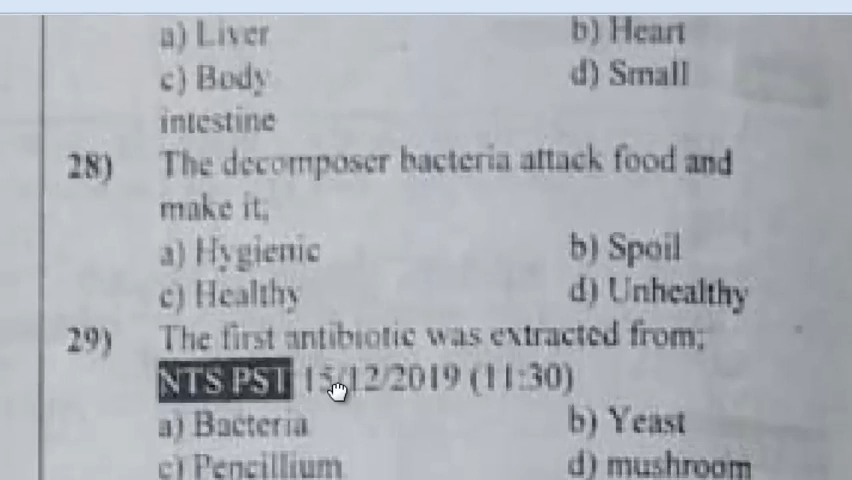 a) Liver b) Heart
c) Body d) Small
intestine
28) The decomposer bacteria attack food and
make it;
a) Hygienic b) Spoil
c) Healthy d) Unhealthy
29) The first antibiotic was extracted from;
NTS PST 15/12/2019 (11:30)
a) Bacteria b) Yeast
c) Pencillium d) mushroom